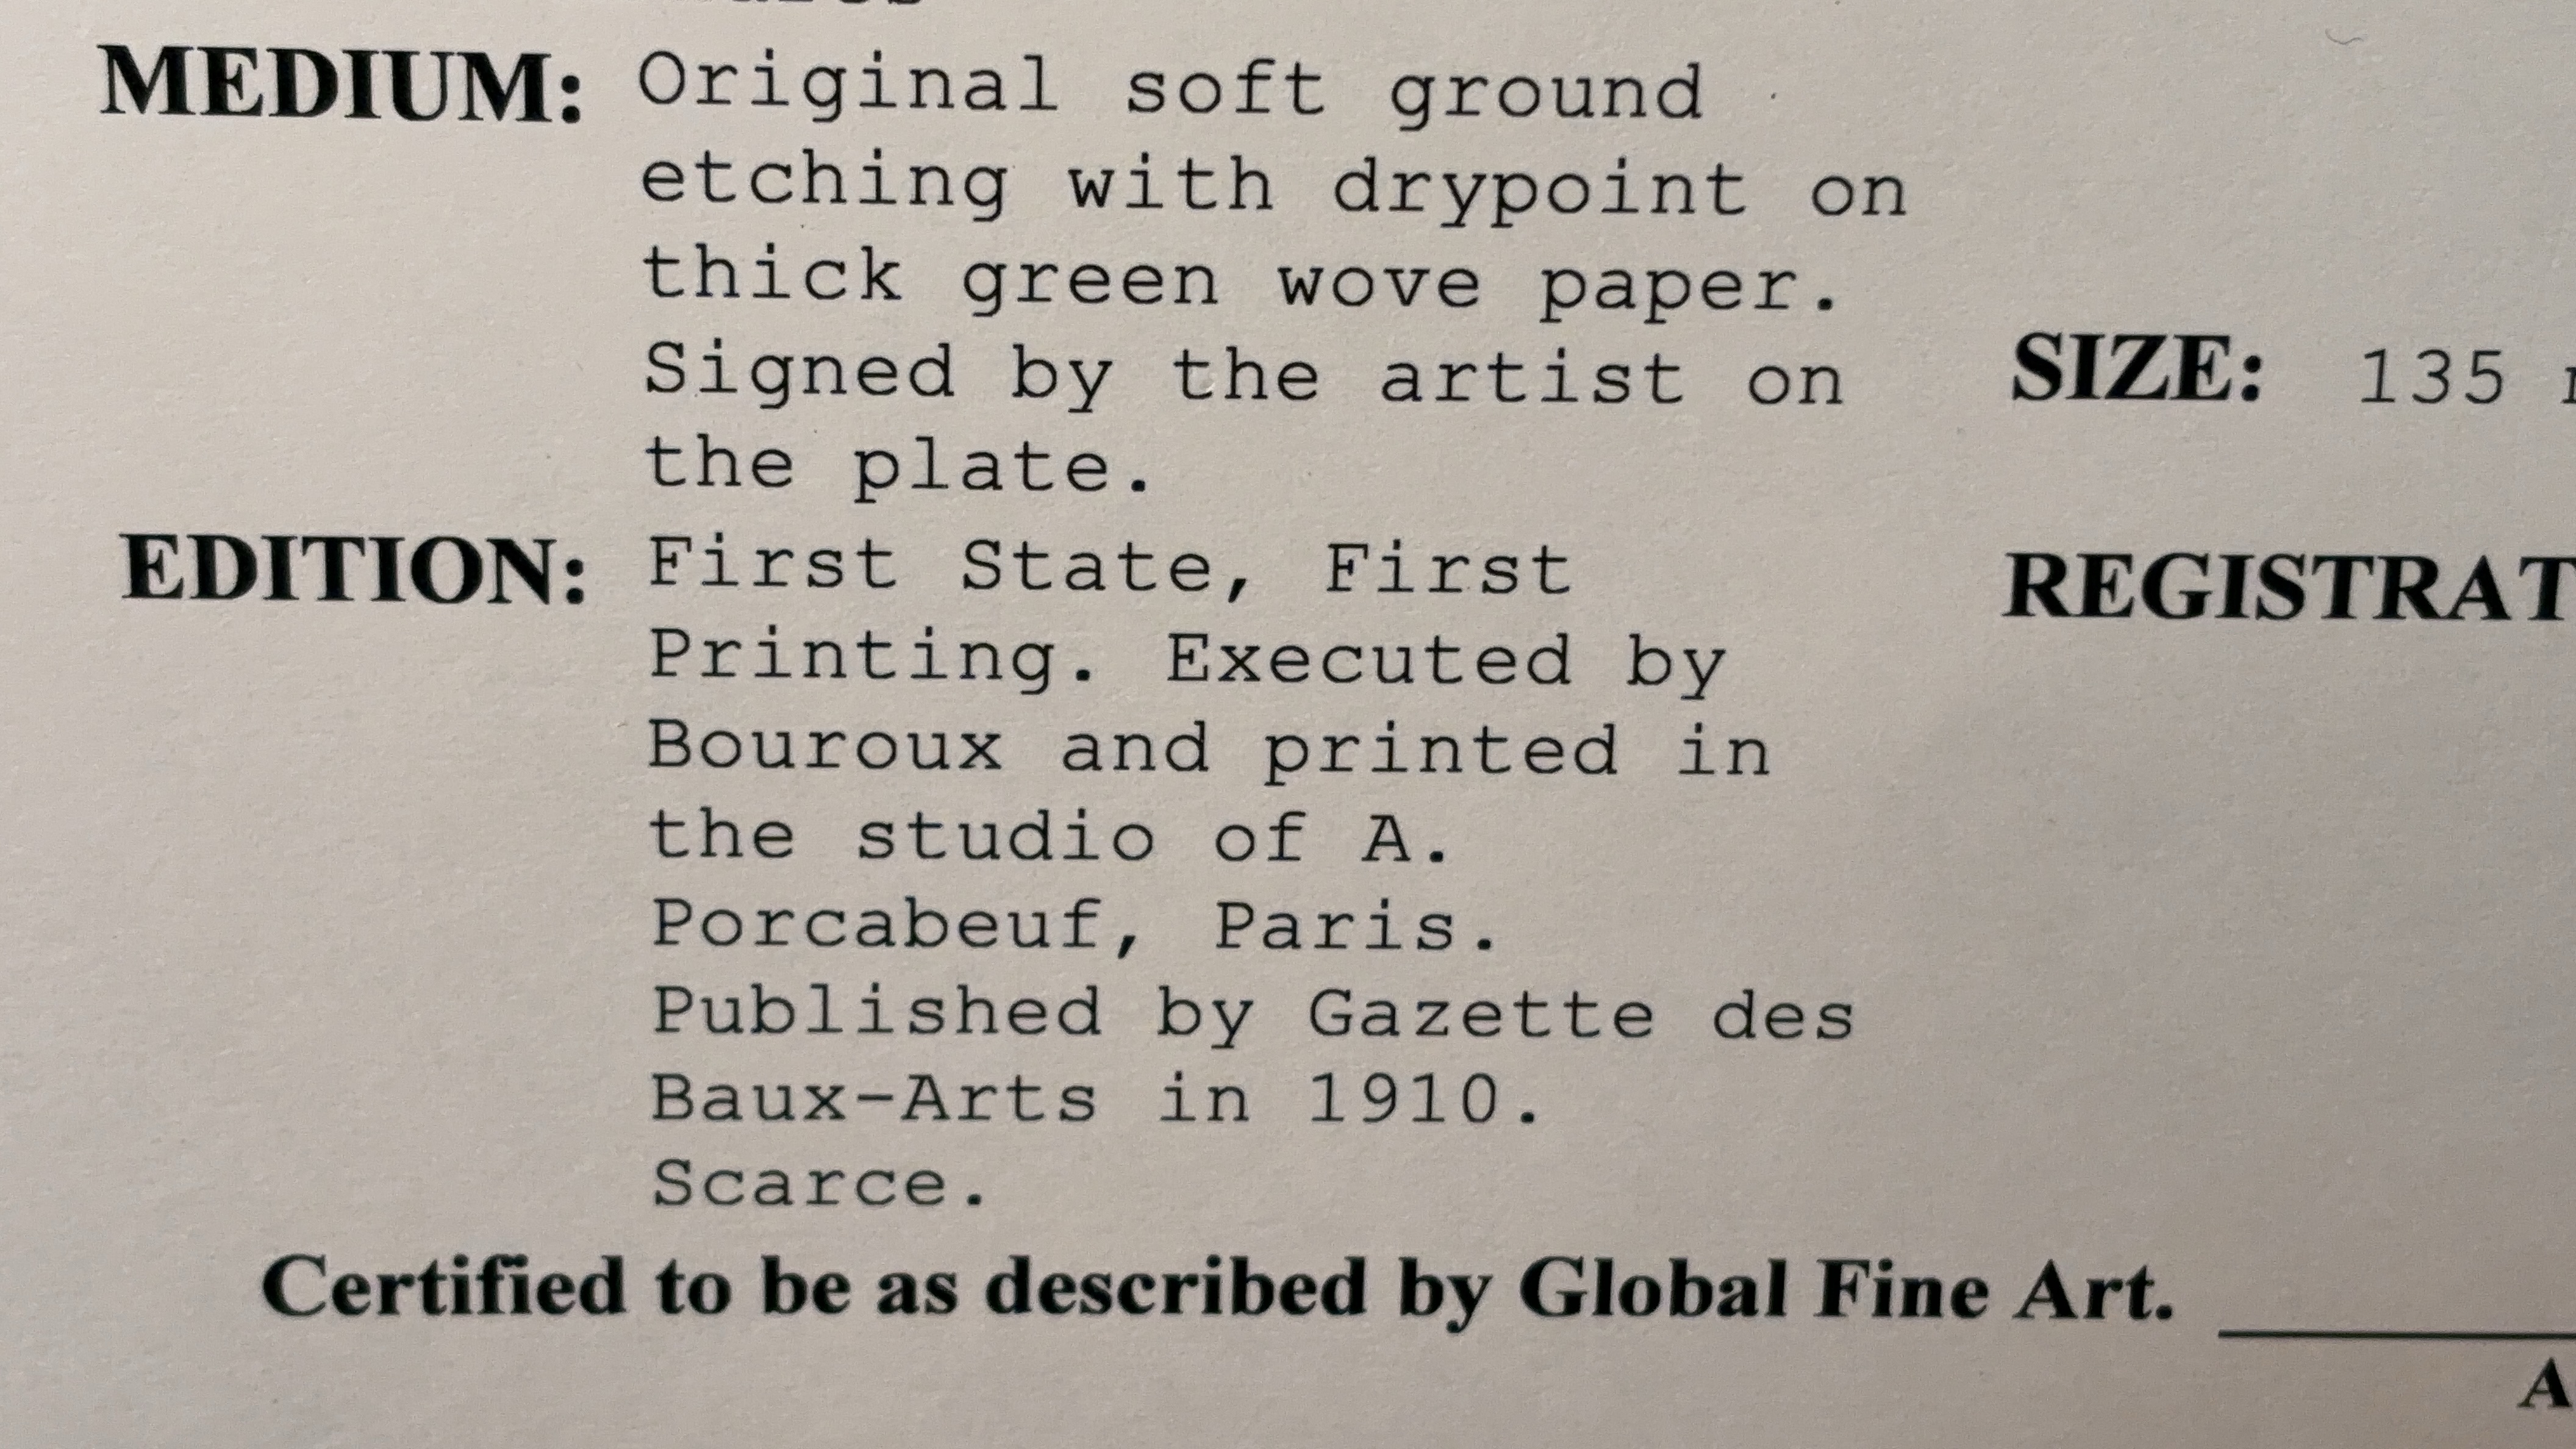 MEDIUM: Original soft ground
etching with drypoint on
thick green wove paper.
Signed by the artist on
the plate.
SIZE: 135
EDITION: First State, First
Printing. Executed by
Bouroux and printed in
the studio of A.
Porcabeuf, Paris.
Published by Gazette des
Baux-Arts in 1910.
Scarce.
REGISTRAT
Certified to be as described by Global Fine Art.
A